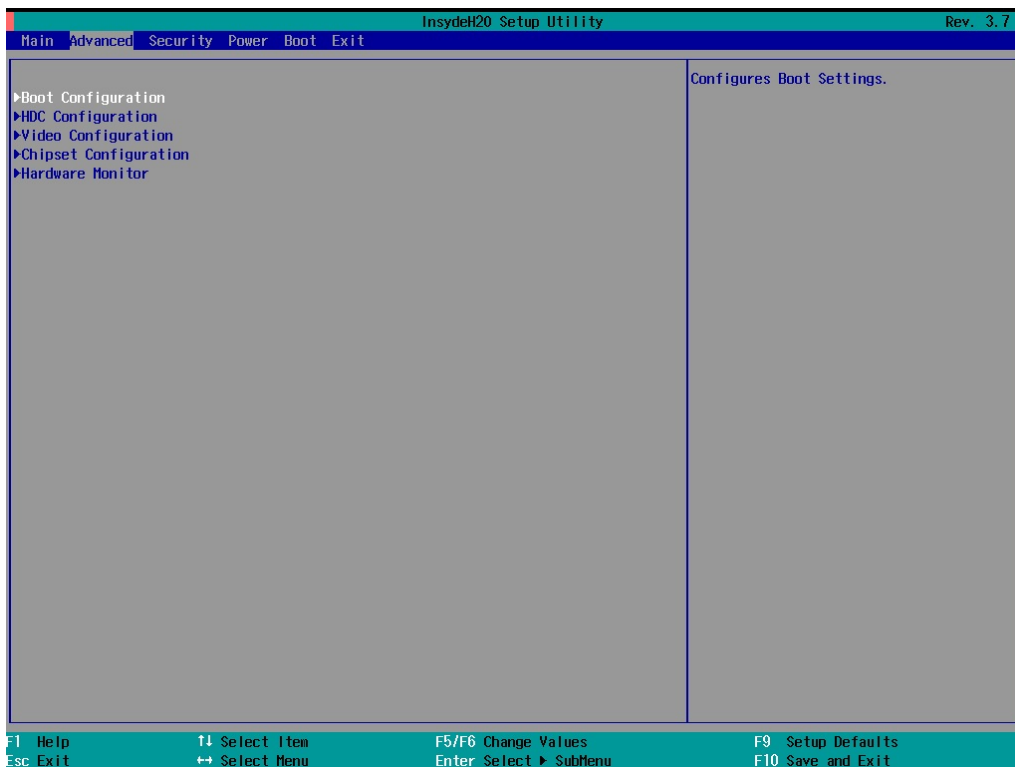 InsydeH20 Setup Utility Rev. 3.7
Main Advanced Security Power Boot Exit
Configures Boot Settings.
▶Boot Configuration
▶HDC Configuration
▶Video Configuration
▶Chipset Configuration
▶Hardware Monitor
F1 Help ↑↓ Select Item F5/F6 Change Values F9 Setup Defaults
Esc Exit ↔ Select Menu Enter Select ▶ SubMenu F10 Save and Exit